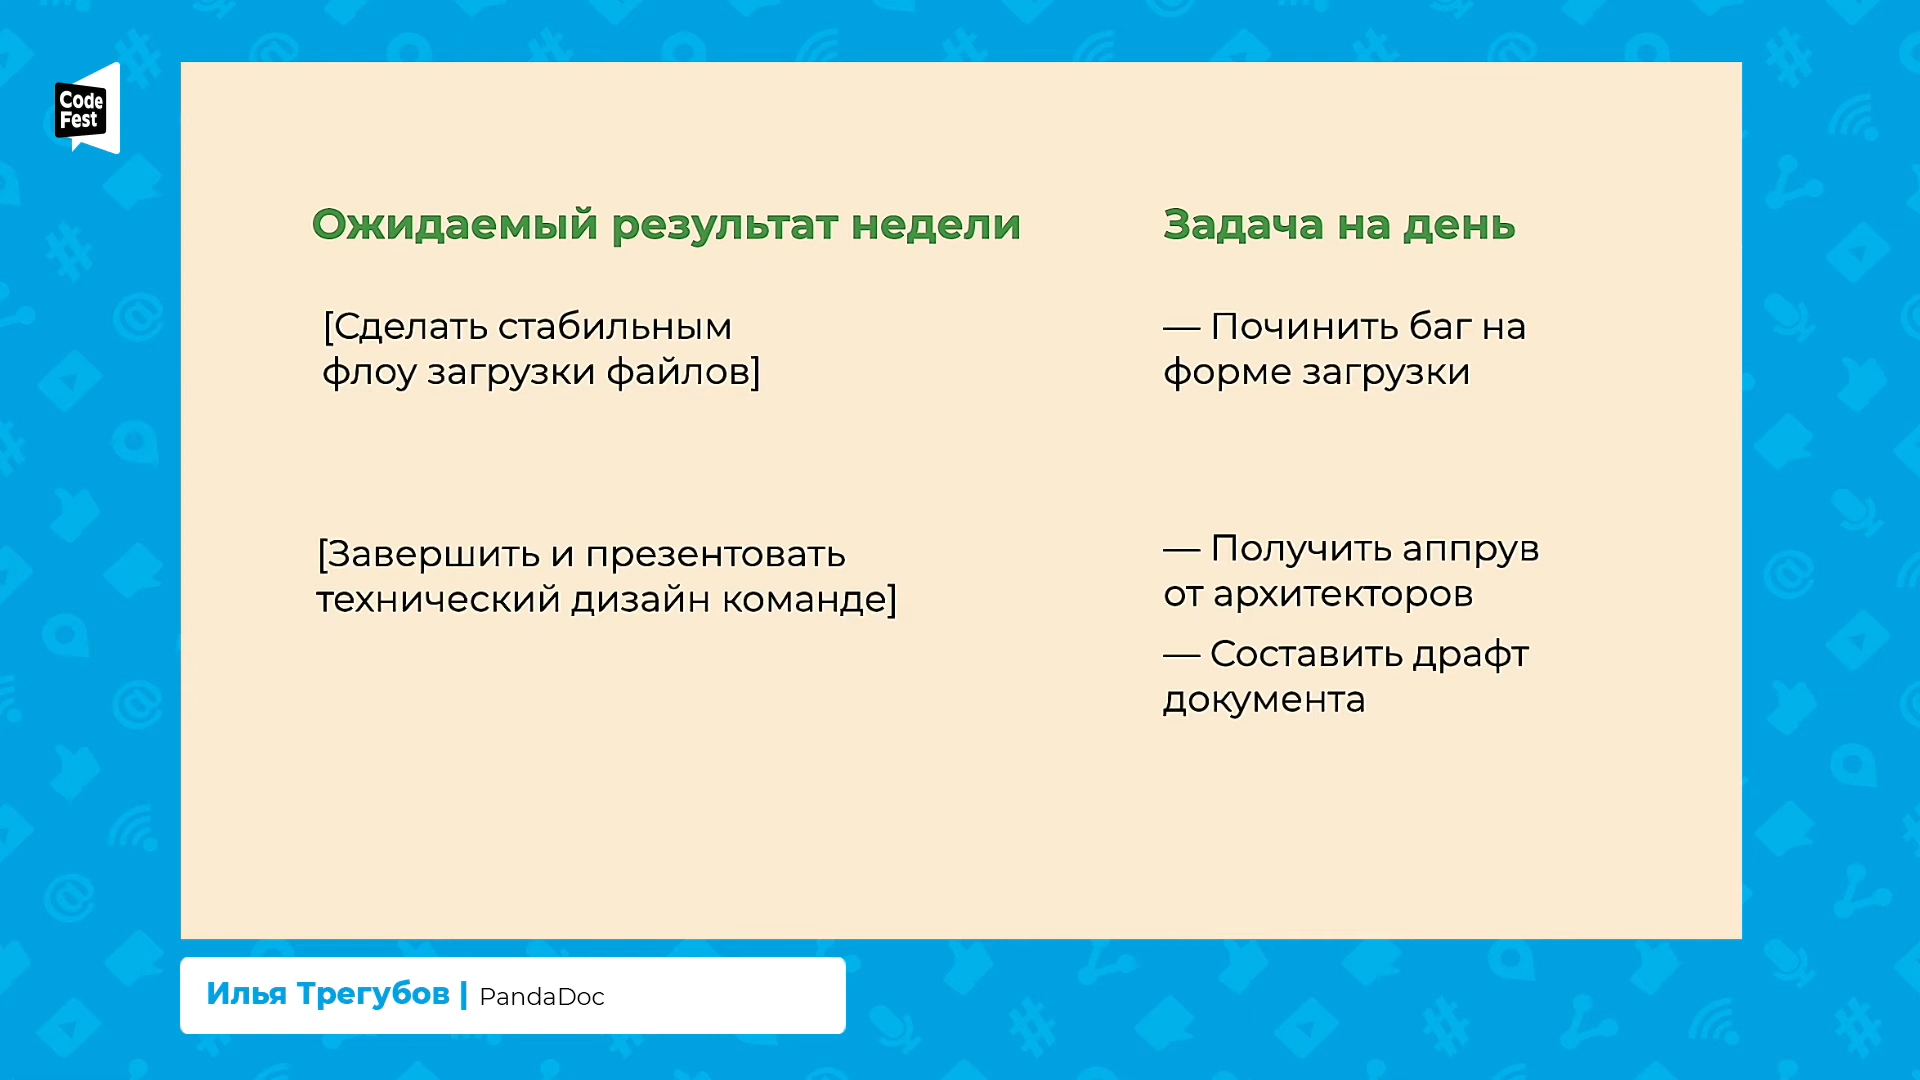 Code
Fest
Ожидаемый результат недели
Задача на день
[Сделать стабильным
флоу загрузки файлов]
— Починить баг на
форме загрузки
[Завершить и презентовать
технический дизайн команде]
— Получить аппрув
от архитекторов
— Составить драфт
документа
Илья Трегубов | PandaDoc